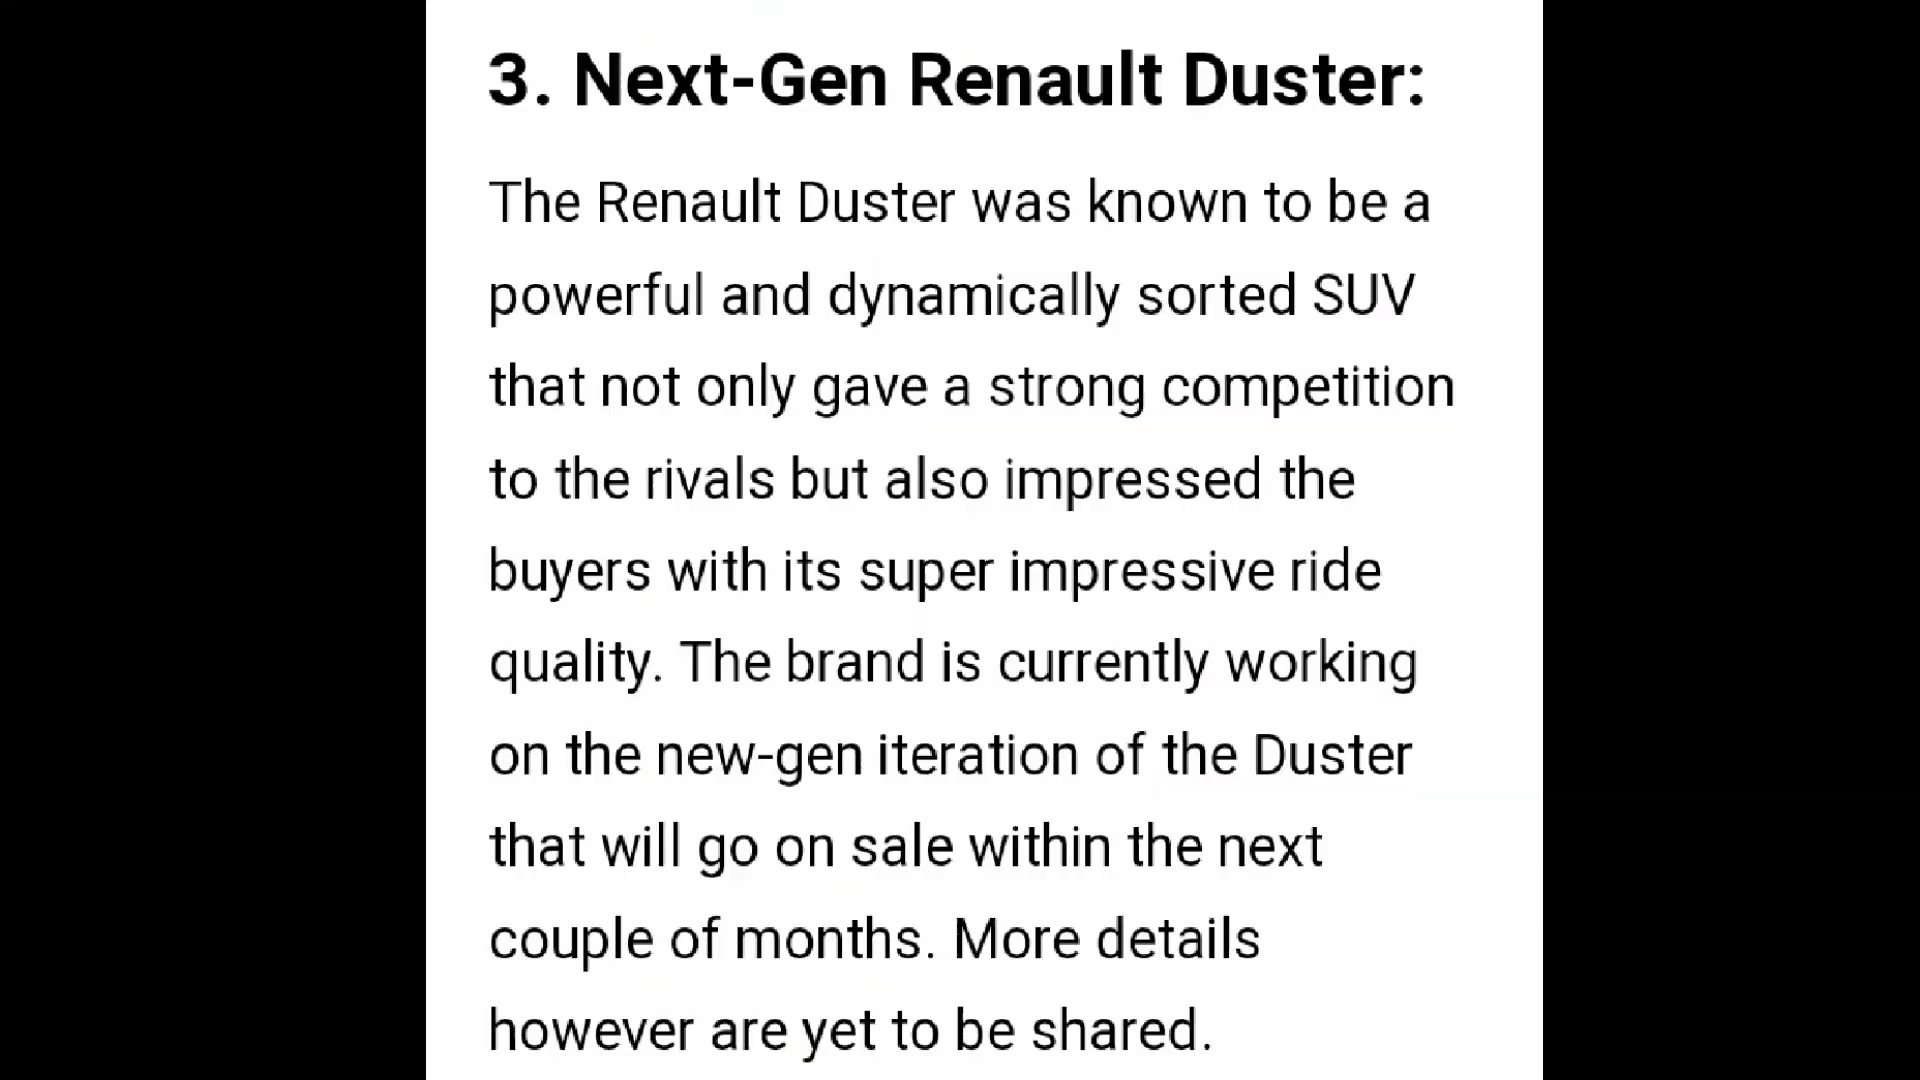 3. Next-Gen Renault Duster:
The Renault Duster was known to be a
powerful and dynamically sorted SUV
that not only gave a strong competition
to the rivals but also impressed the
buyers with its super impressive ride
quality. The brand is currently working
on the new-gen iteration of the Duster
that will go on sale within the next
couple of months. More details
however are yet to be shared.